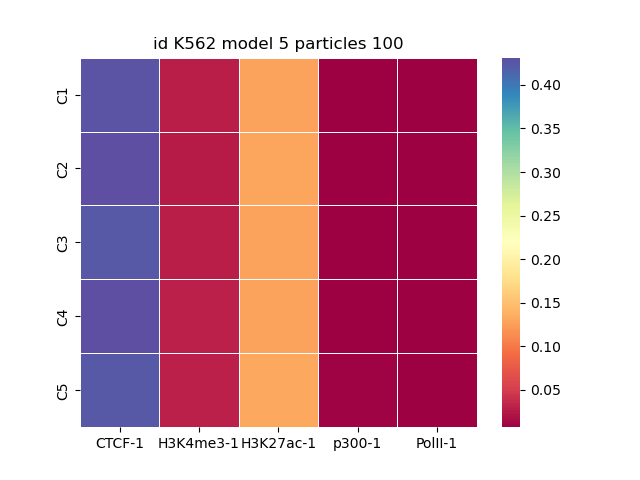 id K562 model 5 particles 100
C1
C2
C3
C4
C5
CTCF-1 H3K4me3-1 H3K27ac-1 p300-1 PolII-1
0.40
0.35
0.30
0.25
0.20
0.15
0.10
0.05